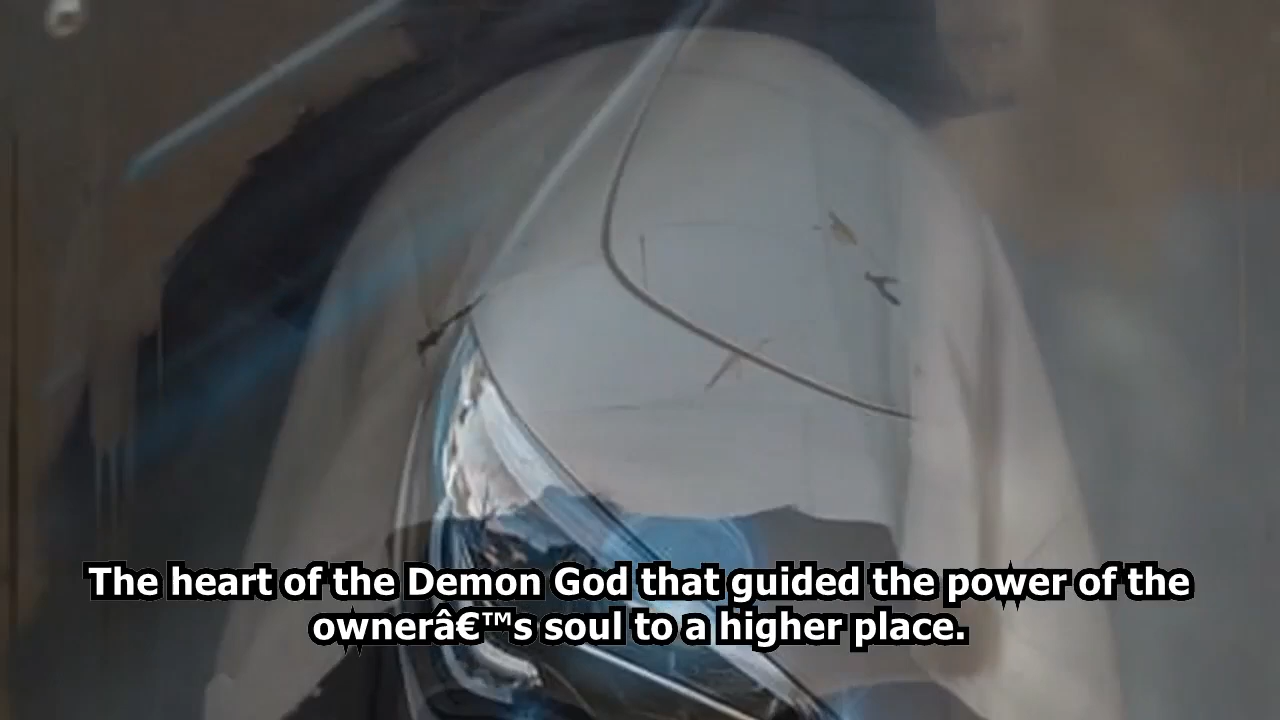 The heart of the Demon God that guided the power of the
ownerâ€™s soul to a higher place.